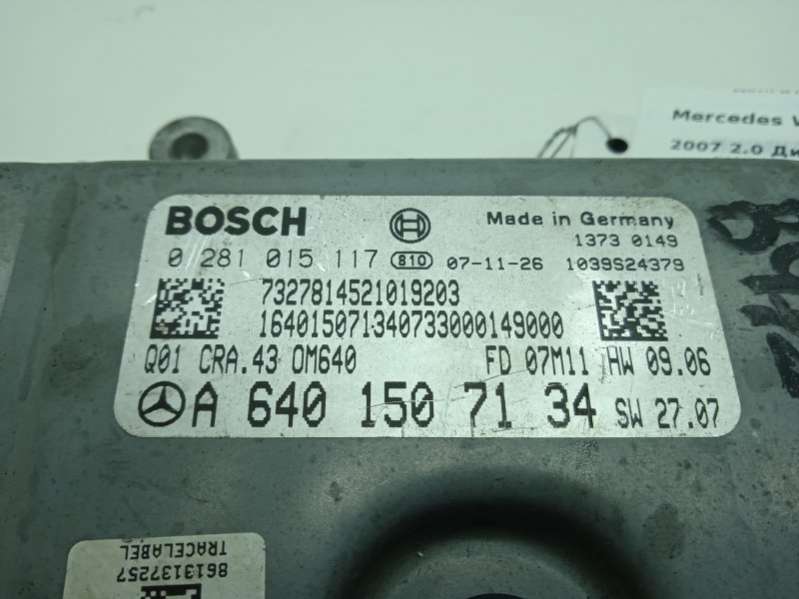 Mercedes
2007 2.0
BOSCH
Made in Germany
1373 0149
0 281 015 117 810 07-11-26 1039S24379
7327814521019203
164015071340733000149000
Q01 CRA.43 OM640 FD 07M11 HW 09.06
A 640 150 71 34 SW 27.07
TRACELABEL
8613137257